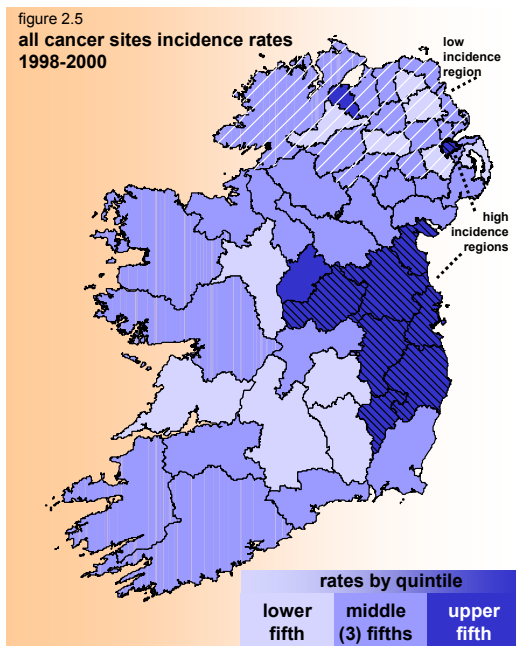 figure 2.5
all cancer sites incidence rates
1998-2000
low
incidence
region
high
incidence
regions
rates by quintile
lower
fifth
middle
(3) fifths
upper
fifth